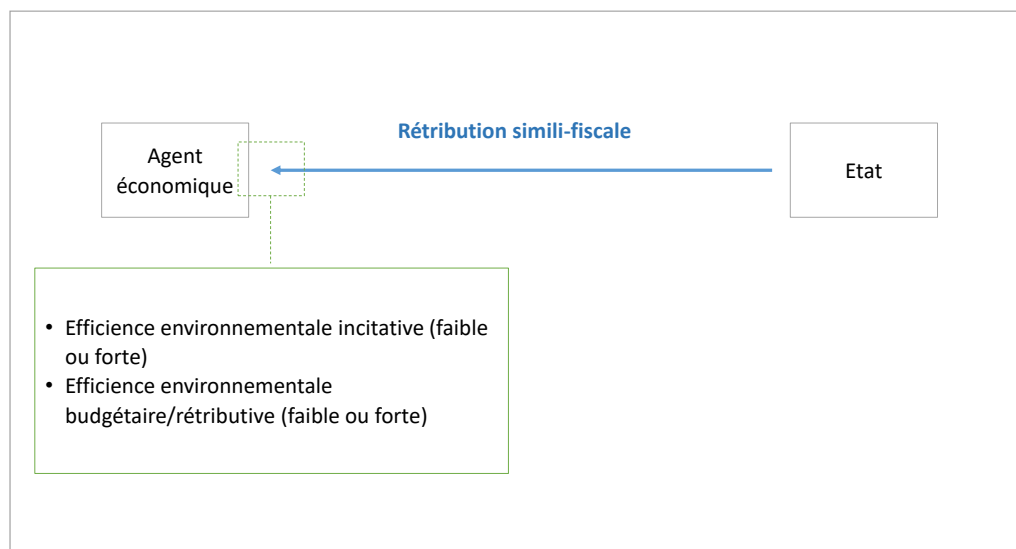 Rétribution simili-fiscale
Agent
économique
Etat
• Efficience environnementale incitative (faible
ou forte)
• Efficience environnementale
budgétaire/rétributive (faible ou forte)